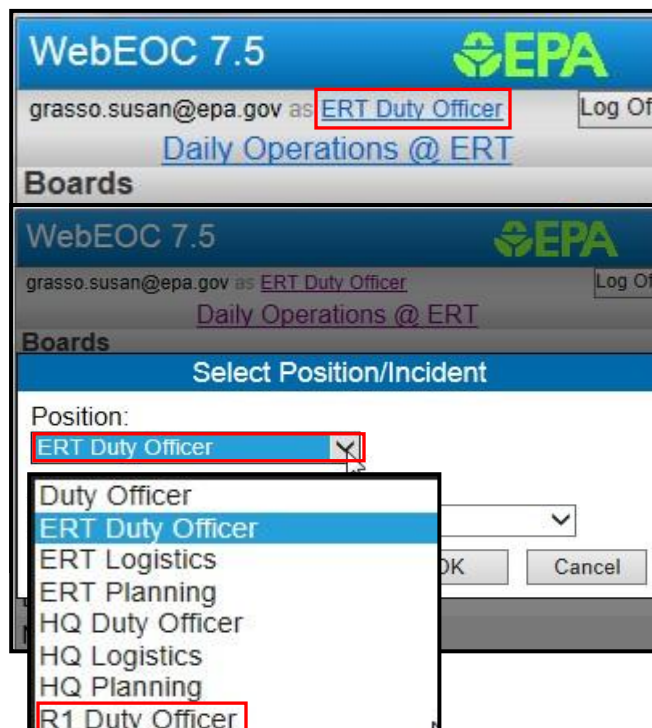 WebEOC 7.5 EPA
grasso.susan@epa.gov as ERT Duty Officer Log Of
Daily Operations @ ERT
Boards
WebEOC 7.5 EPA
grasso.susan@epa.gov as ERT Duty Officer Log Of
Daily Operations @ ERT
Boards
Select Position/Incident
Position:
ERT Duty Officer
Duty Officer
ERT Duty Officer
ERT Logistics
ERT Planning
HQ Duty Officer
HQ Logistics
HQ Planning
R1 Duty Officer
Cancel